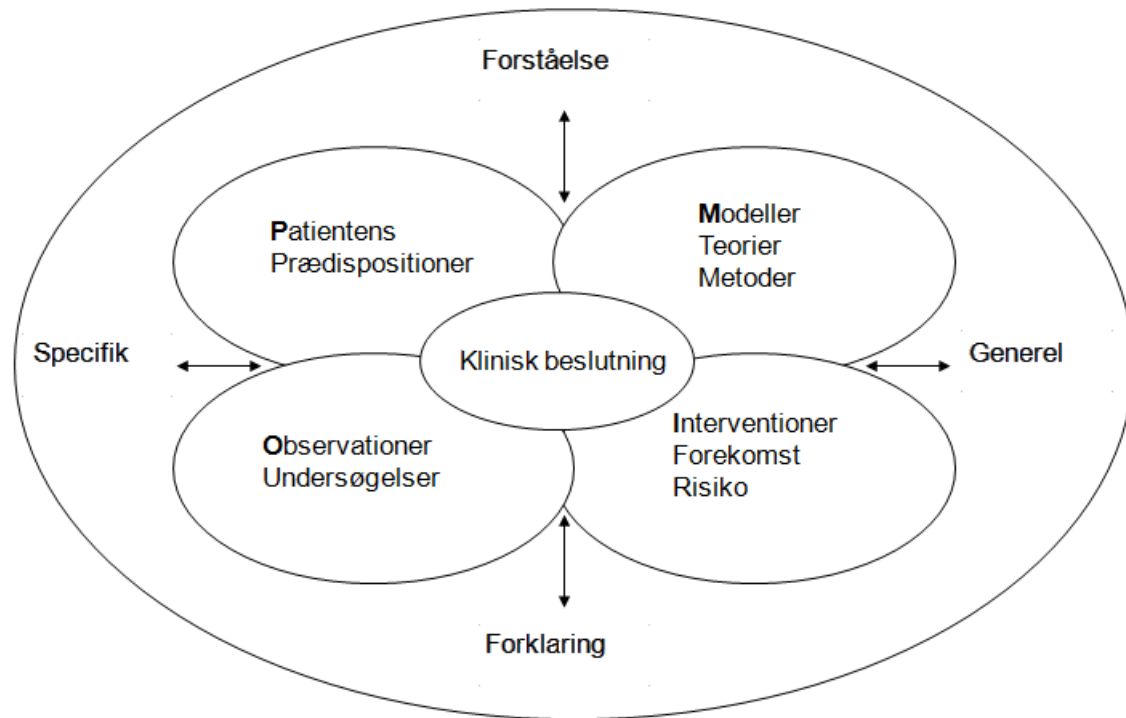 Forståelse
Patientens
Prædispositioner
Modeller
Teorier
Metoder
Specifik
Klinisk beslutning
Generel
Observationer
Undersøgelser
Interventioner
Forekomst
Risiko
Forklaring